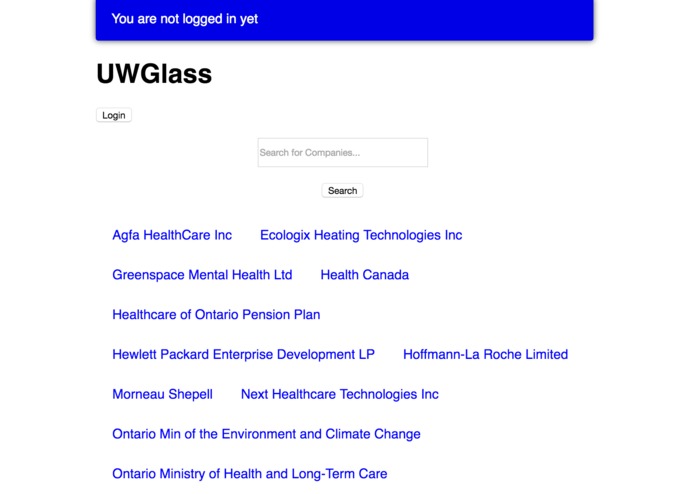 You are not logged in yet
UWGlass
Login
Search for Companies...
Search
Agfa HealthCare Inc Ecologix Heating Technologies Inc
Greenspace Mental Health Ltd Health Canada
Healthcare of Ontario Pension Plan
Hewlett Packard Enterprise Development LP Hoffmann-La Roche Limited
Morneau Shepell Next Healthcare Technologies Inc
Ontario Min of the Environment and Climate Change
Ontario Ministry of Health and Long-Term Care